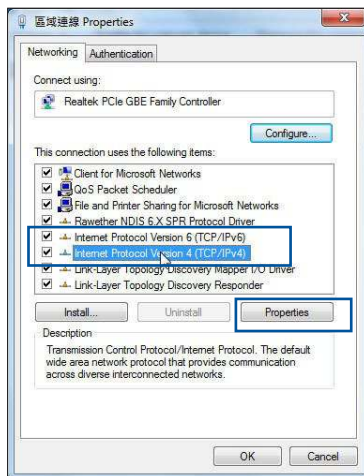 區域連線 Properties
Networking
Authentication
Connect using:
Realtek PCIe GBE Family Controller
Configure...
This connection uses the following items:
Client for Microsoft Networks
QoS Packet Scheduler
File and Printer Sharing for Microsoft Networks
Rawether NDIS 6.X SPR Protocol Driver
Internet Protocol Version 6 (TCP/IPv6)
Internet Protocol Version 4 (TCP/IPv4)
Link-Layer Topology Discovery Mapper I/O Driver
Link-Layer Topology Discovery Responder
Install...
Uninstall
Properties
Description
Transmission Control Protocol/Internet Protocol. The default
wide area network protocol that provides communication
across diverse interconnected networks.
OK
Cancel